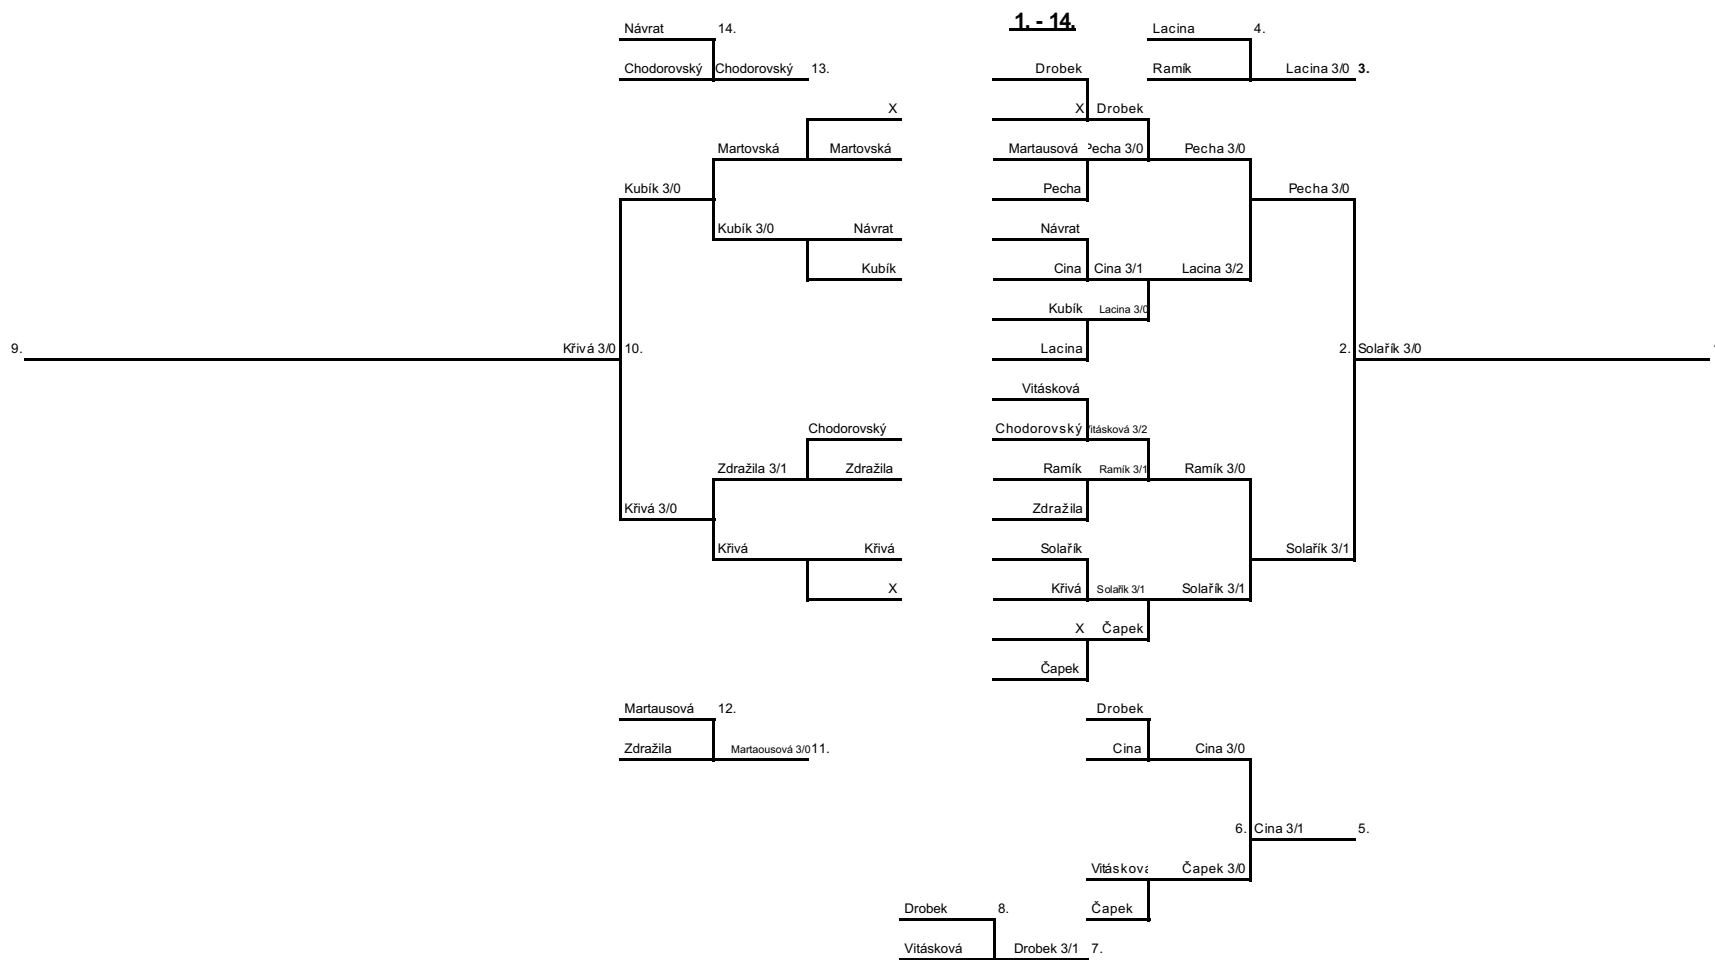 1. - 14.
Návrat 14. Lacina 4.
Chodorovský Chodorovský 13. Drobek Ramík Lacina 3/0 3.
X X Drobek
Martovská Martovská Martausová Pecha 3/0 Pecha 3/0
Kubík 3/0 Pecha Pecha 3/0
Kubík 3/0 Návrat Návrat
Kubík Cina Cina 3/1 Lacina 3/2
Kubík Lacina 3/0
9. Křivá 3/0 10. Lacina 2. Solařík 3/0
Vitásková
Chodorovský Chodorovský Vitásková 3/2
Zdražila 3/1 Zdražila Ramík Ramík 3/1 Ramík 3/0
Křivá 3/0 Zdražila
Křivá Křivá Solařík Solařík 3/1
X Křivá Solařík 3/1 Solařík 3/1
X Čapek
Čapek
Martausová 12. Drobek
Zdražila Martaousová 3/0 11. Cina Cina 3/0
6. Cina 3/1 5.
Vitásková Čapek 3/0
Drobek 8. Čapek
Vitásková Drobek 3/1 7.